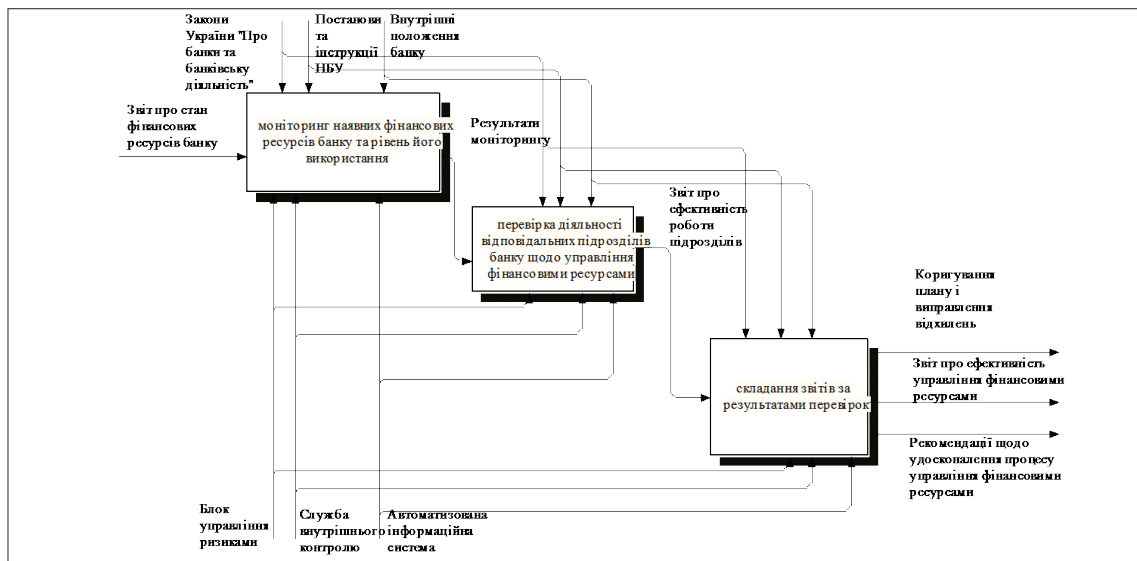 Закони
України "Про
банки та
банківську
діяльність"
Постанови
та
інструкції
НБУ
Внутрішні
положення
банку
Звіт про стан
фінансових
ресурсів банку
моніторинг наявних фінансових
ресурсів банку та рівень його
використання
Результати
моніторингу
перевірка діяльності
відповідальних підрозділів
банку щодо управління
фінансовими ресурсами
Звіт про
ефективність
роботи
підрозділів
складання звітів за
результатами перевірок
Коригування
плану і
виправлення
відхилень
Звіт про ефективність
управління фінансовими
ресурсами
Рекомендації щодо
удосконалення процесу
управління фінансовими
ресурсами
Блок
управління
ризиками
Служба
внутрішнього
контролю
Автоматизована
інформаційна
система